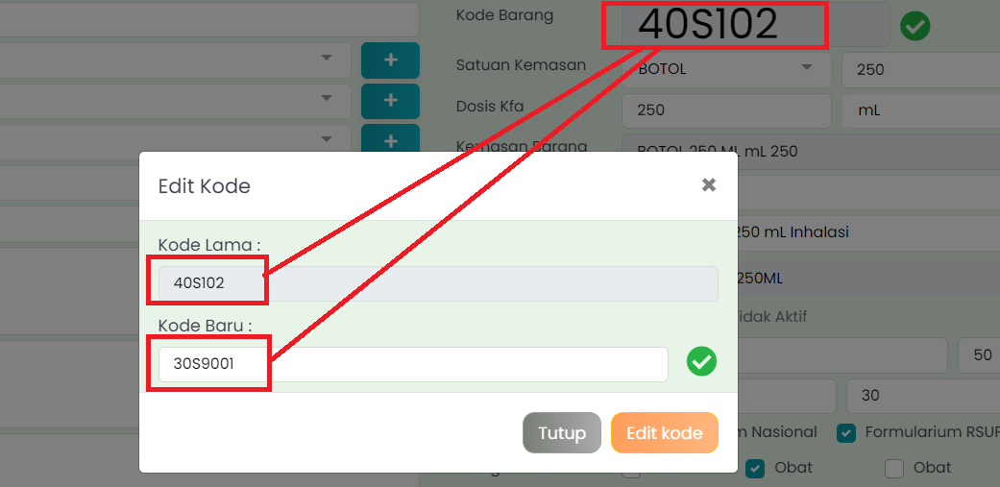 Kode Barang
40S102
Satuan Kemasan
BOTOL
250
Dosis Kfa
250
mL
Kemasan Barang
BOTOL 250 ML mL 250
Edit Kode
250 mL Inhalasi
Kode Lama :
40S102
250ML
Kode Baru :
Tidak Aktif
30S9001
50
30
Tutup
Edit kode
Nasional
Formularium
Obat
Obat